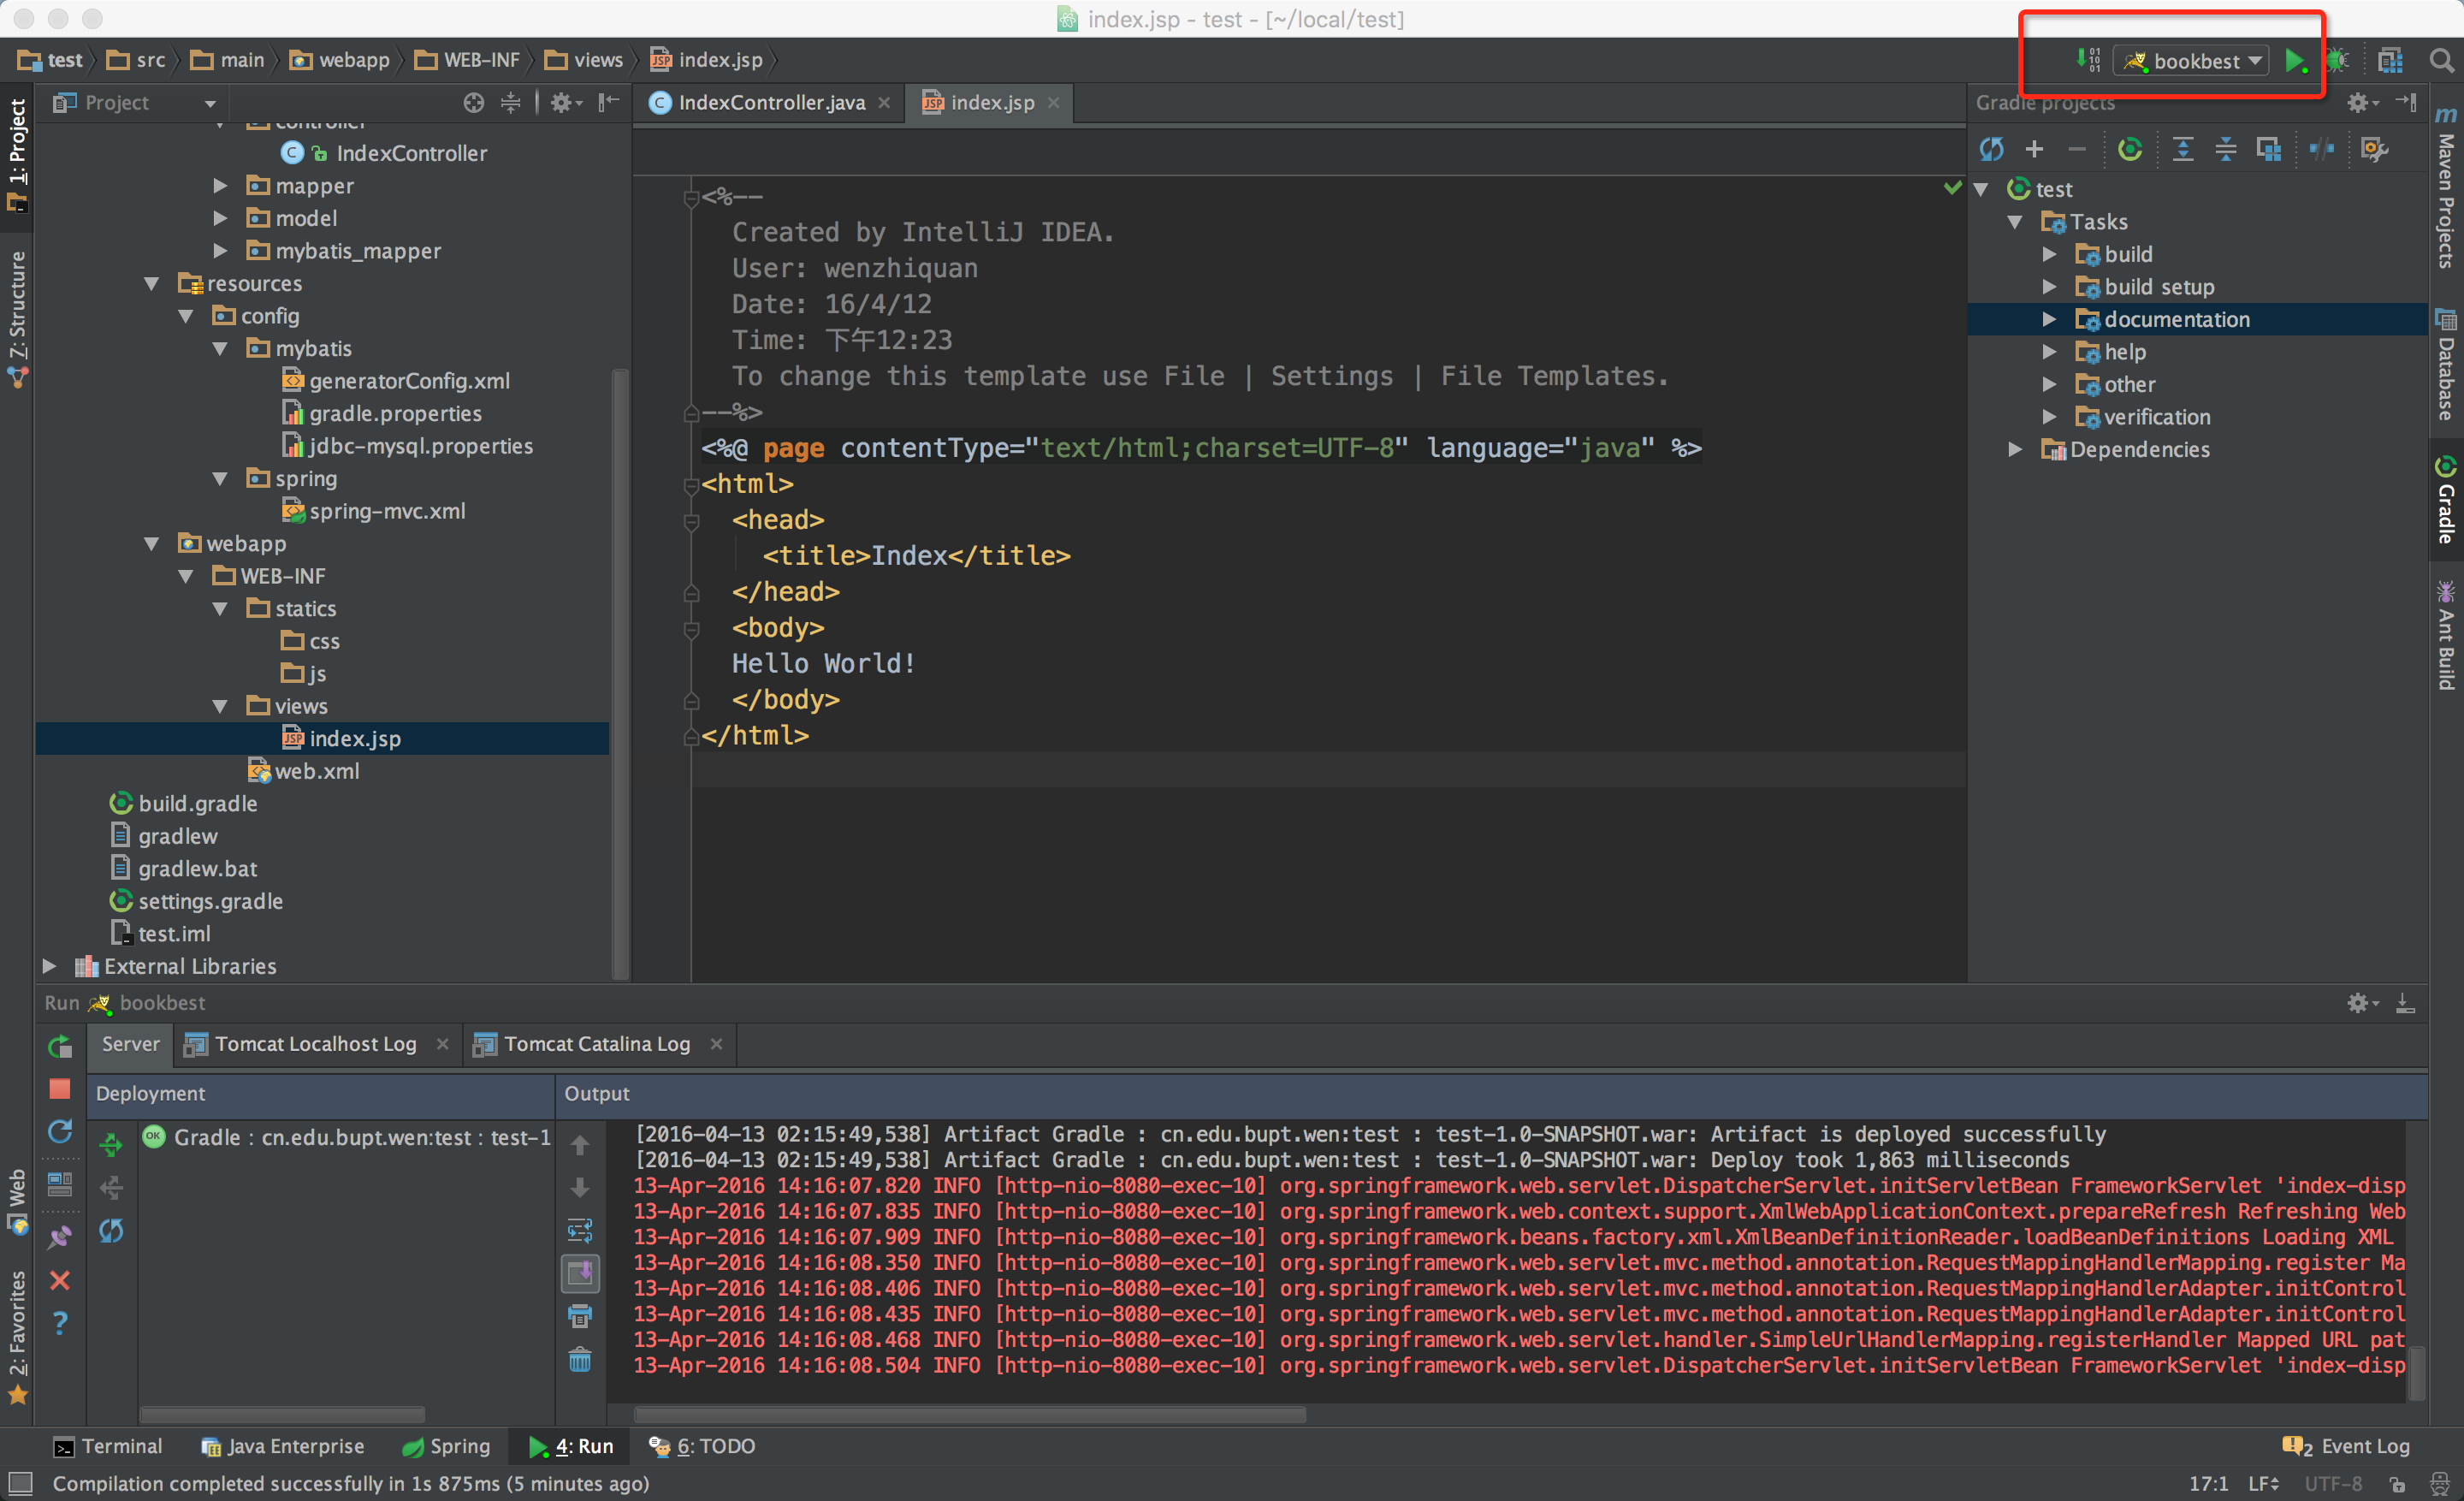 index.jsp - test - [~/local/test]
test src main webapp WEB-INF views index.jsp
bookbest
Project
IndexController.java index.jsp
Gradle projects
controller
IndexController
mapper
model
mybatis_mapper
resources
config
mybatis
generatorConfig.xml
gradle.properties
jdbc-mysql.properties
spring
spring-mvc.xml
webapp
WEB-INF
statics
css
js
views
index.jsp
web.xml
build.gradle
gradlew
gradlew.bat
settings.gradle
test.iml
External Libraries
1: Project
7: Structure
Web
2: Favorites
<%--
Created by IntelliJ IDEA.
User: wenzhiquan
Date: 16/4/12
Time: 下午12:23
To change this template use File | Settings | File Templates.
--%>
<%@ page contentType="text/html;charset=UTF-8" language="java" %>
<html>
<head>
<title>Index</title>
</head>
<body>
Hello World!
</body>
</html>
test
Tasks
build
build setup
documentation
help
other
verification
Dependencies
Maven Projects
Database
Gradle
Ant Build
Run bookbest
Server Tomcat Localhost Log Tomcat Catalina Log
Deployment
Output
OK Gradle : cn.edu.bupt.wen:test : test-1
[2016-04-13 02:15:49,538] Artifact Gradle : cn.edu.bupt.wen:test : test-1.0-SNAPSHOT.war: Artifact is deployed successfully
[2016-04-13 02:15:49,538] Artifact Gradle : cn.edu.bupt.wen:test : test-1.0-SNAPSHOT.war: Deploy took 1,863 milliseconds
13-Apr-2016 14:16:07.820 INFO [http-nio-8080-exec-10] org.springframework.web.servlet.DispatcherServlet.initServletBean FrameworkServlet 'index-disp
13-Apr-2016 14:16:07.835 INFO [http-nio-8080-exec-10] org.springframework.web.context.support.XmlWebApplicationContext.prepareRefresh Refreshing Web
13-Apr-2016 14:16:07.909 INFO [http-nio-8080-exec-10] org.springframework.beans.factory.xml.XmlBeanDefinitionReader.loadBeanDefinitions Loading XML
13-Apr-2016 14:16:08.350 INFO [http-nio-8080-exec-10] org.springframework.web.servlet.mvc.method.annotation.RequestMappingHandlerMapping.register Ma
13-Apr-2016 14:16:08.406 INFO [http-nio-8080-exec-10] org.springframework.web.servlet.mvc.method.annotation.RequestMappingHandlerAdapter.initControl
13-Apr-2016 14:16:08.435 INFO [http-nio-8080-exec-10] org.springframework.web.servlet.mvc.method.annotation.RequestMappingHandlerAdapter.initControl
13-Apr-2016 14:16:08.468 INFO [http-nio-8080-exec-10] org.springframework.web.servlet.handler.SimpleUrlHandlerMapping.registerHandler Mapped URL pat
13-Apr-2016 14:16:08.504 INFO [http-nio-8080-exec-10] org.springframework.web.servlet.DispatcherServlet.initServletBean FrameworkServlet 'index-disp
Terminal Java Enterprise Spring 4: Run 6: TODO
2 Event Log
Compilation completed successfully in 1s 875ms (5 minutes ago)
17:1 LF UTF-8